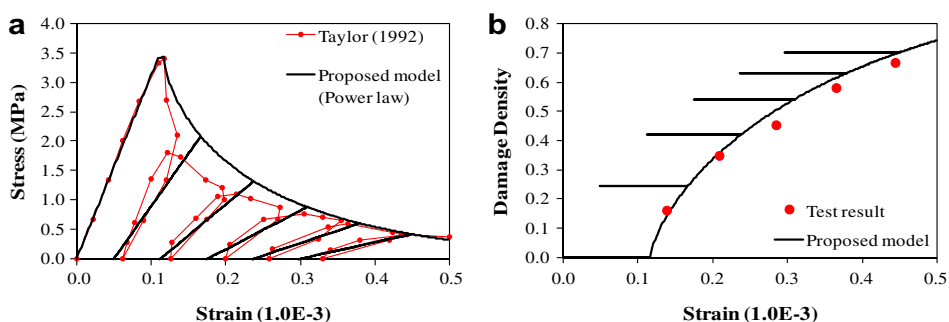 a
4.0
3.5
3.0
2.5
2.0
1.5
1.0
0.5
0.0
Stress (MPa)
Taylor (1992)
Proposed model
(Power law)
0.0 0.1 0.2 0.3 0.4 0.5
Strain (1.0E-3)
b
0.8
0.7
0.6
0.5
0.4
0.3
0.2
0.1
0.0
Damage Density
Test result
Proposed model
0.0 0.1 0.2 0.3 0.4 0.5
Strain (1.0E-3)